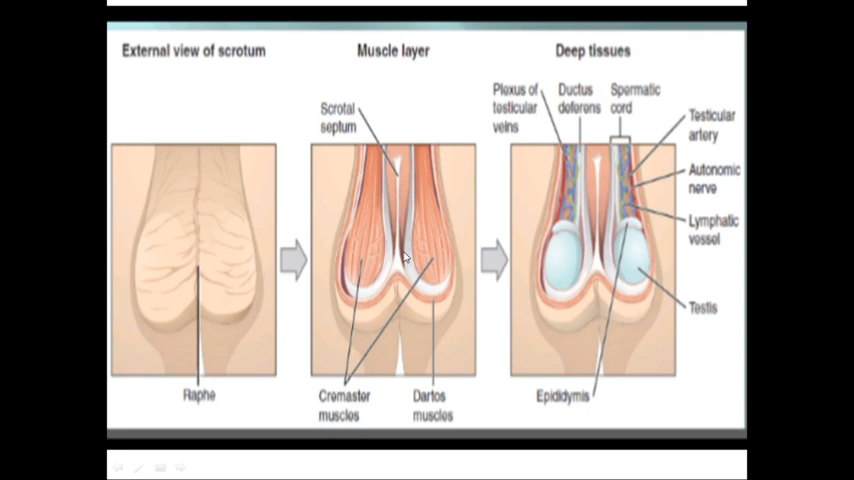 External view of scrotum
Muscle layer
Deep tissues
Scrotal
septum
Plexus of
testicular
veins
Ductus
deferens
Spermatic
cord
Testicular
artery
Autonomic
nerve
Lymphatic
vessel
Testis
Raphe
Cremaster
muscles
Dartos
muscles
Epididymis